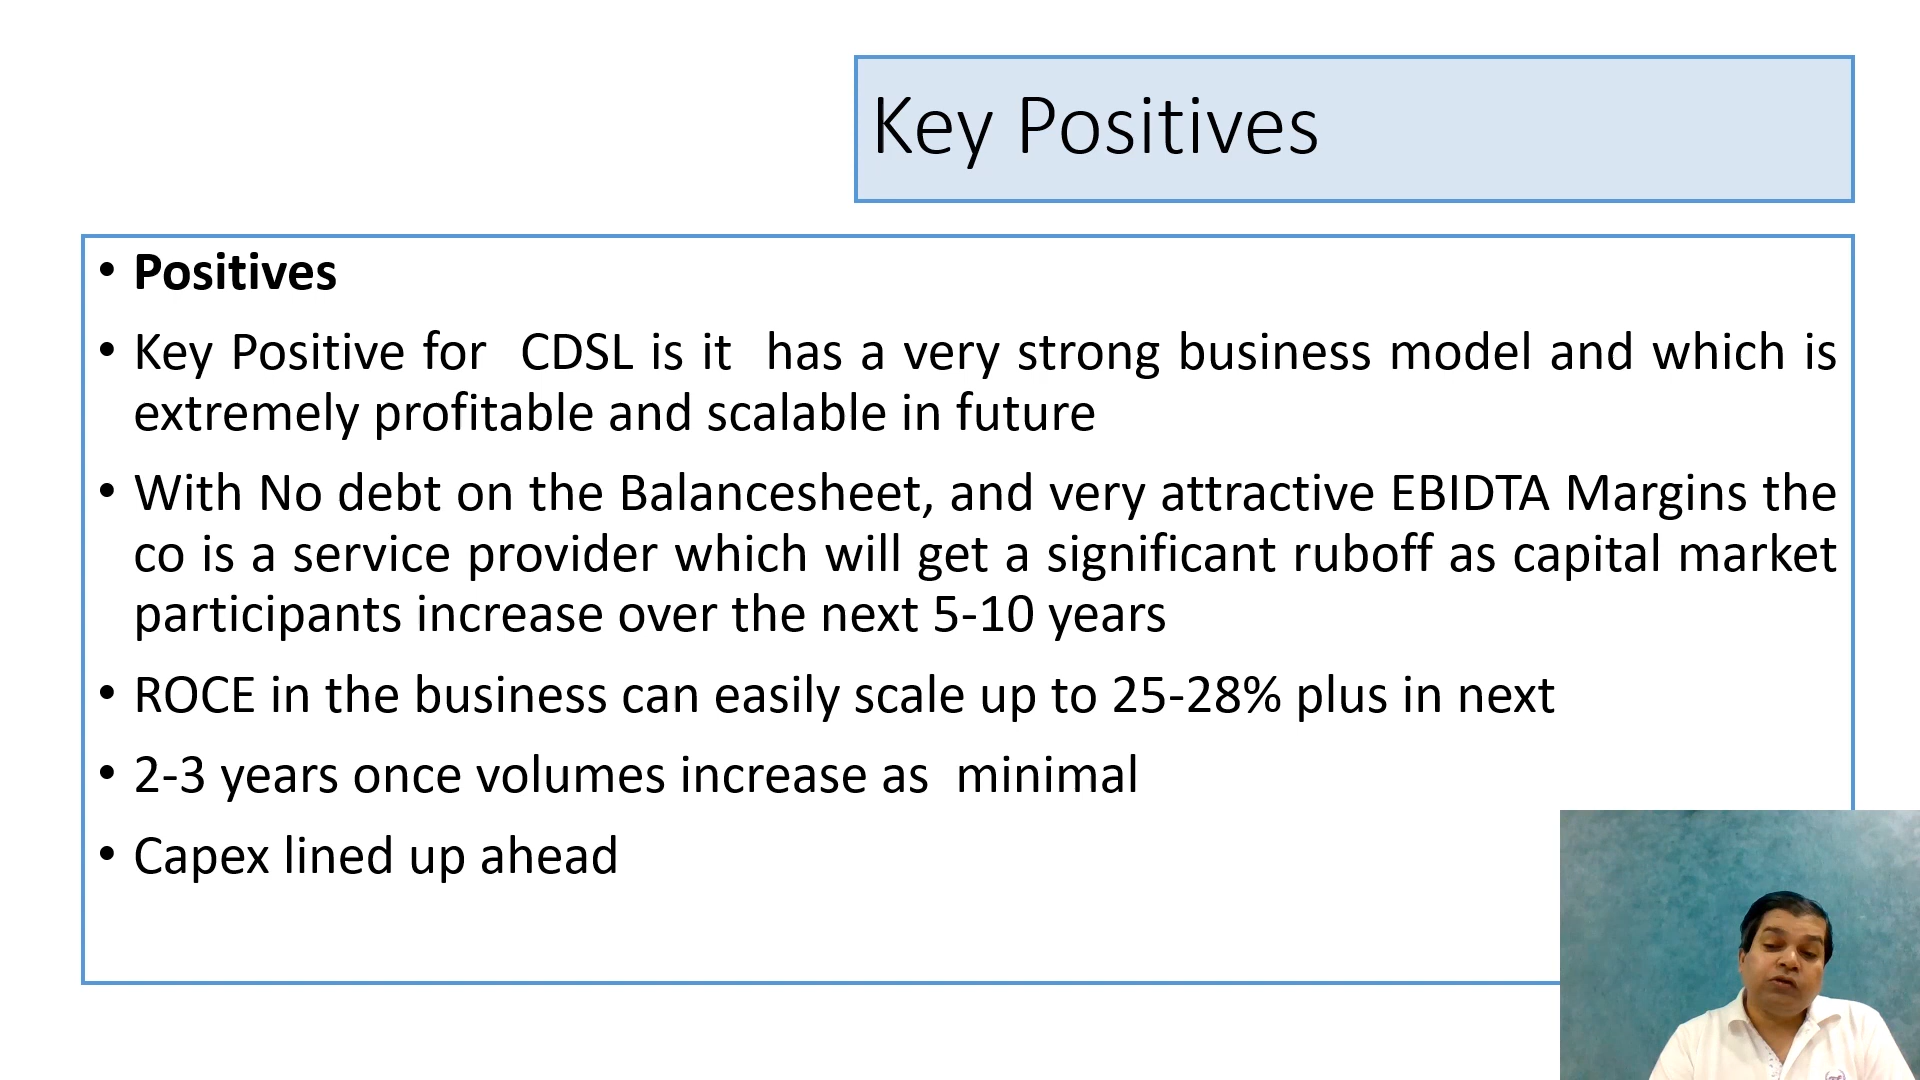 Key Positives
• Positives
• Key Positive for CDSL is it has a very strong business model and which is
extremely profitable and scalable in future
• With No debt on the Balancesheet, and very attractive EBIDTA Margins the
co is a service provider which will get a significant ruboff as capital market
participants increase over the next 5-10 years
• ROCE in the business can easily scale up to 25-28% plus in next
• 2-3 years once volumes increase as minimal
• Capex lined up ahead